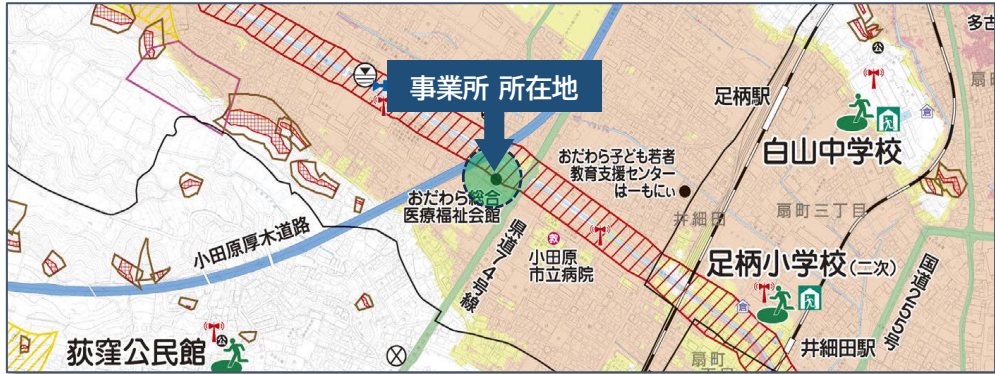 多古
扇町
事業所 所在地
足柄駅
白山中学校
おだわら子ども若者
教育支援センター
はーもにぃ
おだわら総合
医療福祉会館
井細田
扇町三丁目
小田原厚木道路
県道74号線
救
小田原
市立病院
足柄小学校(二次)
国道255号
荻窪公民館
公
公
井細田駅
扇町